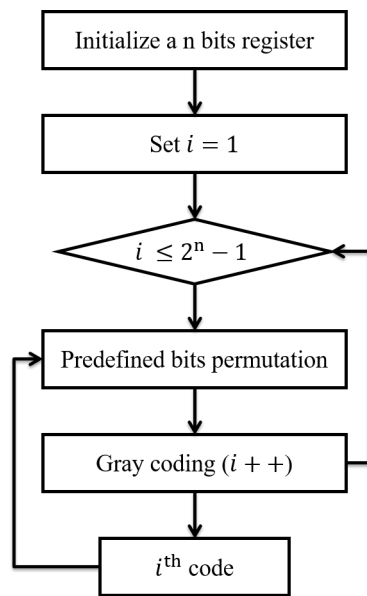 Initialize a n bits register
Set i = 1
i ≤ 2ⁿ − 1
Predefined bits permutation
Gray coding (i + +)
iᵗʰ code